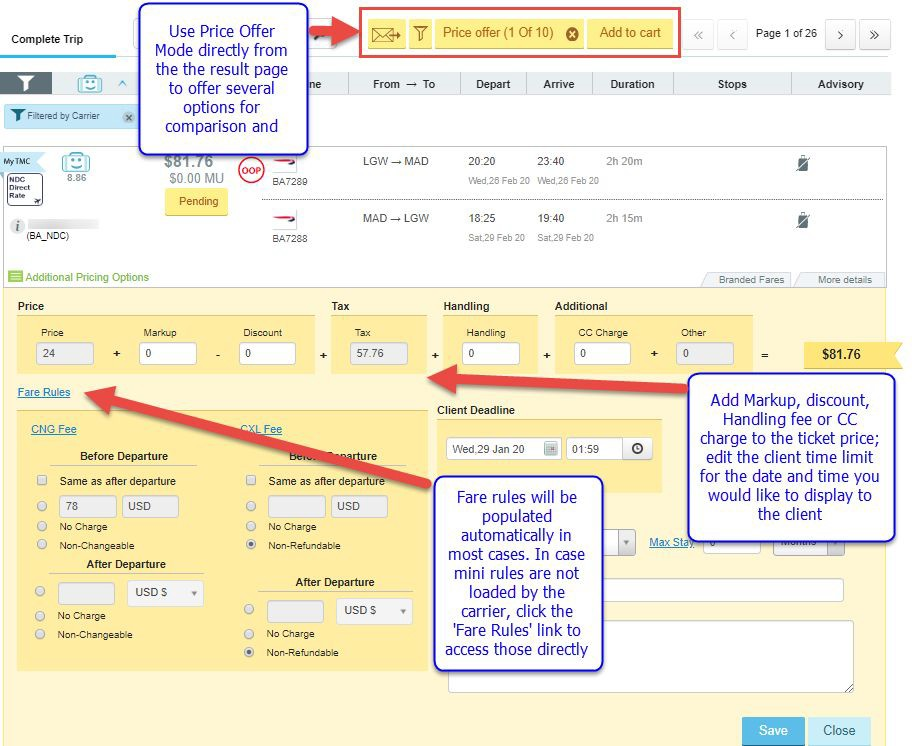 Complete Trip
Use Price Offer
Mode directly from
the the result page
to offer several
options for
comparison and
Price offer (1 Of 10)
Add to cart
«
‹
Page 1 of 26
›
»
ne
From → To
Depart
Arrive
Duration
Stops
Advisory
Filtered by Carrier
My TMC
NDC
Direct
Rate
8.86
$81.76
$0.00 MU
Pending
OOP
BA7289
LGW → MAD
20:20
Wed,26 Feb 20
23:40
Wed,26 Feb 20
2h 20m
i
(BA_NDC)
BA7288
MAD → LGW
18:25
Sat,29 Feb 20
19:40
Sat,29 Feb 20
2h 15m
Additional Pricing Options
Branded Fares
More details
Price
Tax
Handling
Additional
Price
Markup
Discount
Tax
Handling
CC Charge
Other
24 + 0 - 0 + 57.76 + 0 + 0 + 0 = $81.76
Fare Rules
CNG Fee
Before Departure
Same as after departure
78 USD
No Charge
Non-Changeable
After Departure
USD $
No Charge
Non-Changeable
CXL Fee
Before Departure
Same as after departure
USD
No Charge
Non-Refundable
After Departure
USD $
No Charge
Non-Refundable
Client Deadline
Wed,29 Jan 20
01:59
Add Markup, discount,
Handling fee or CC
charge to the ticket price;
edit the client time limit
for the date and time you
would like to display to
the client
Max Stay
0
Months
Fare rules will be
populated
automatically in
most cases. In case
mini rules are not
loaded by the
carrier, click the
'Fare Rules' link to
access those directly
Save
Close